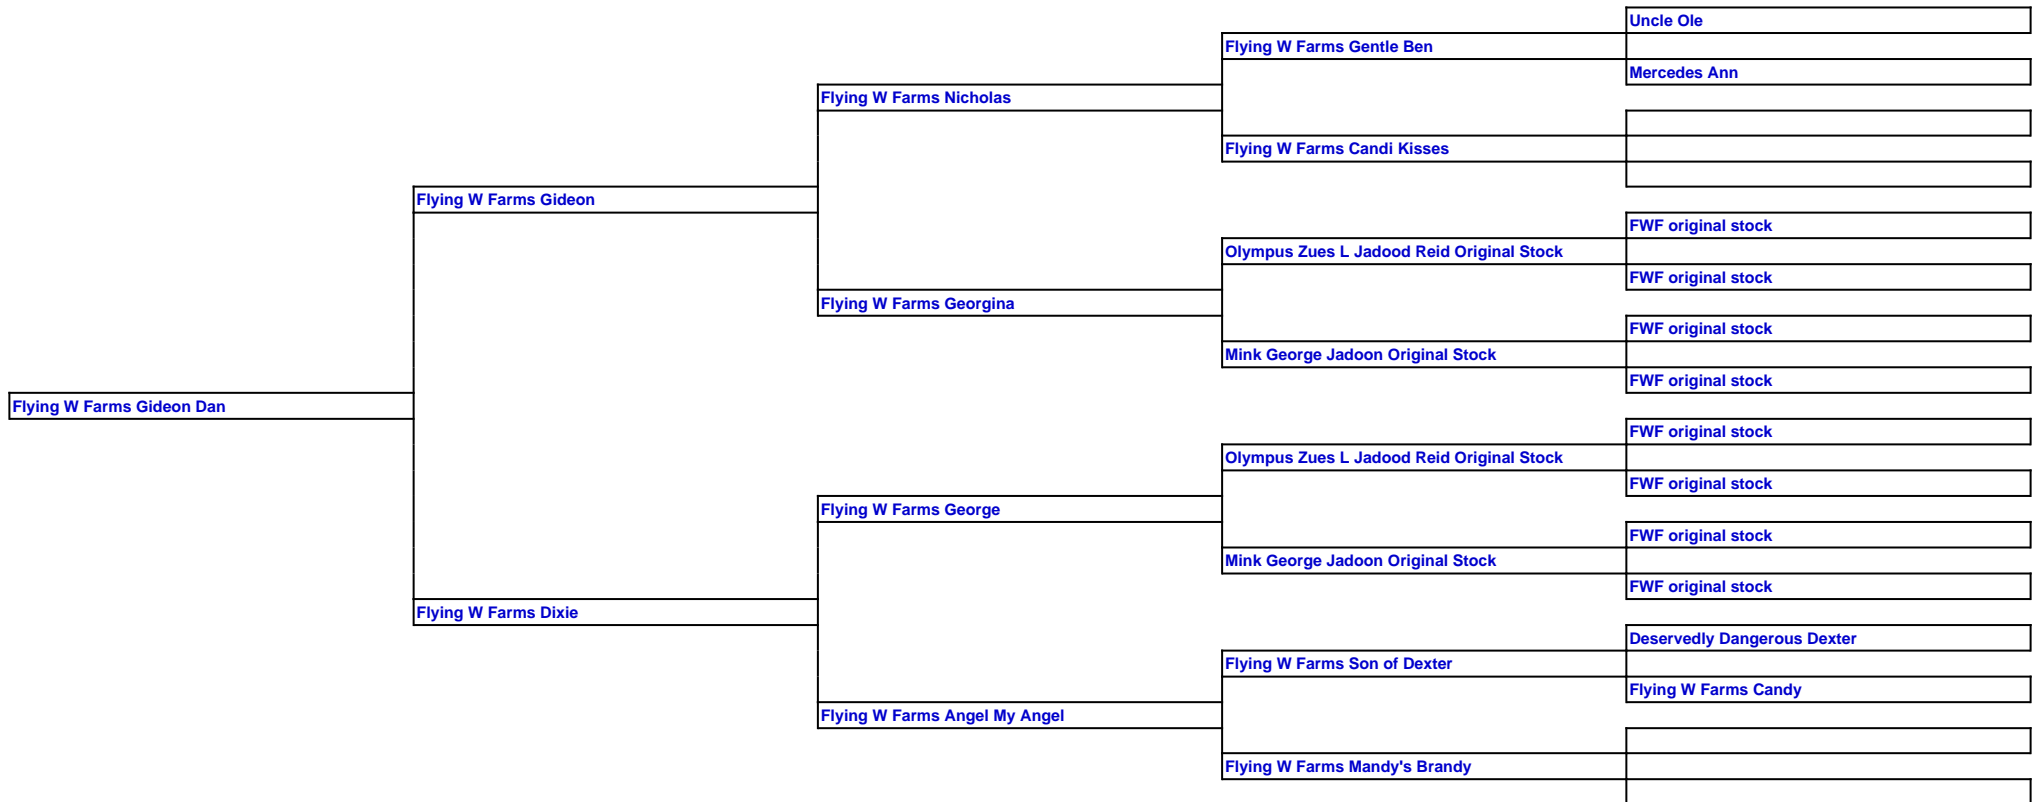 Uncle Ole
Flying W Farms Gentle Ben
Mercedes Ann
Flying W Farms Nicholas
Flying W Farms Candi Kisses
Flying W Farms Gideon
FWF original stock
Olympus Zues L Jadood Reid Original Stock
FWF original stock
Flying W Farms Georgina
FWF original stock
Mink George Jadoon Original Stock
FWF original stock
Flying W Farms Gideon Dan
FWF original stock
Olympus Zues L Jadood Reid Original Stock
FWF original stock
Flying W Farms George
FWF original stock
Mink George Jadoon Original Stock
FWF original stock
Flying W Farms Dixie
Deservedly Dangerous Dexter
Flying W Farms Son of Dexter
Flying W Farms Candy
Flying W Farms Angel My Angel
Flying W Farms Mandy's Brandy